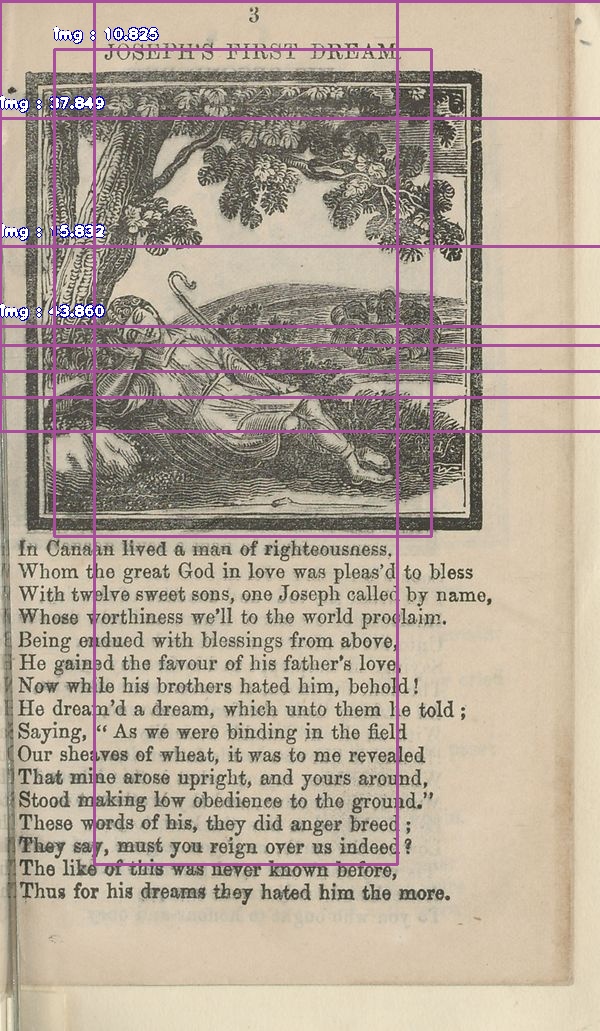 3
JOSEPH'S FIRST DREAM.
img : 10.825
img : 37.849
img : 15.832
img : 43.860
In Canaan lived a man of righteousness,
Whom the great God in love was pleas'd to bless
With twelve sweet sons, one Joseph called by name,
Whose worthiness we'll to the world proclaim.
Being endued with blessings from above,
He gained the favour of his father's love,
Now while his brothers hated him, behold!
He dream'd a dream, which unto them he told;
Saying, “ As we were binding in the field
Our sheaves of wheat, it was to me revealed
That mine arose upright, and yours around,
Stood making low obedience to the ground.”
These words of his, they did anger breed;
They say, must you reign over us indeed?
The like of this was never known before,
Thus for his dreams they hated him the more.